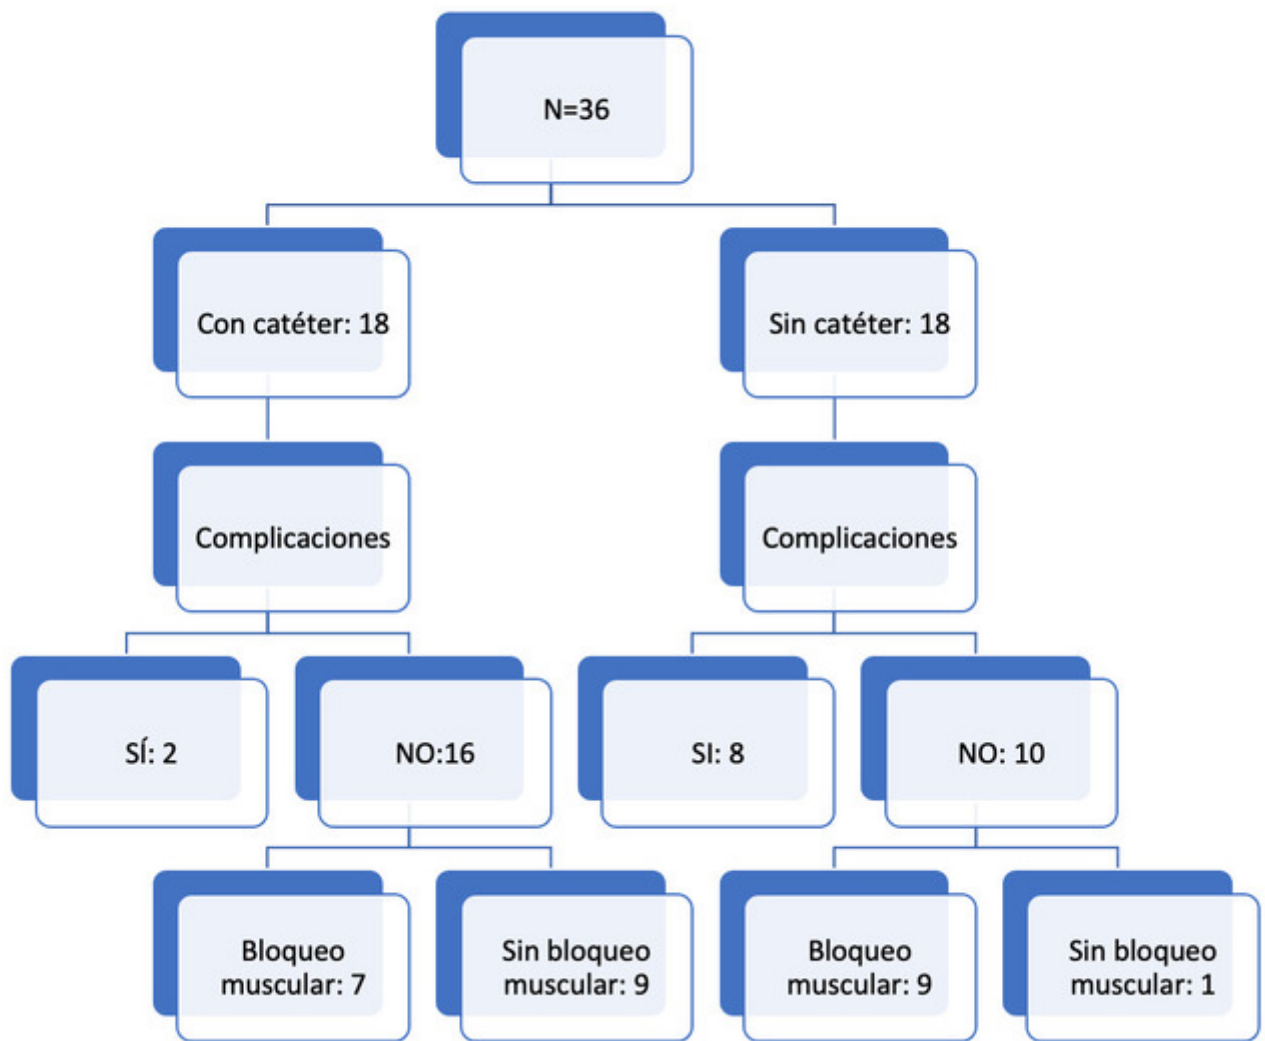 N=36
Con catéter: 18
Sin catéter: 18
Complicaciones
Complicaciones
SÍ: 2
NO:16
SI: 8
NO: 10
Bloqueo
muscular: 7
Sin bloqueo
muscular: 9
Bloqueo
muscular: 9
Sin bloqueo
muscular: 1